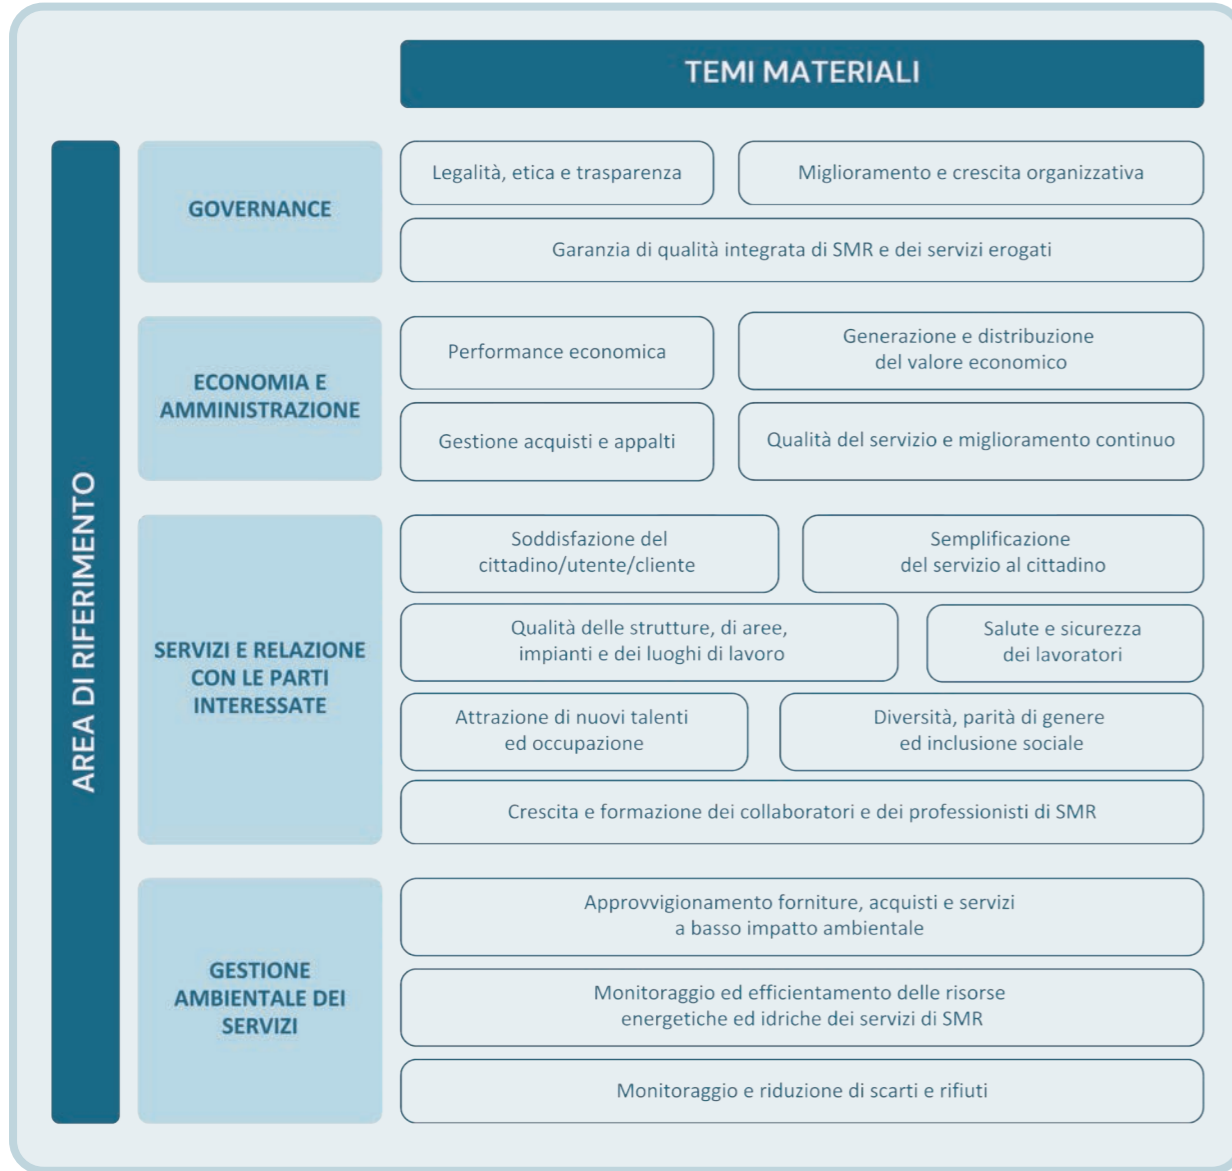 TEMI MATERIALI
AREA DI RIFERIMENTO
GOVERNANCE
Legalità, etica e trasparenza
Miglioramento e crescita organizzativa
Garanzia di qualità integrata di SMR e dei servizi erogati
ECONOMIA E
AMMINISTRAZIONE
Performance economica
Generazione e distribuzione
del valore economico
Gestione acquisti e appalti
Qualità del servizio e miglioramento continuo
SERVIZI E RELAZIONE
CON LE PARTI
INTERESSATE
Soddisfazione del
cittadino/utente/cliente
Semplificazione
del servizio al cittadino
Qualità delle strutture, di aree,
impianti e dei luoghi di lavoro
Salute e sicurezza
dei lavoratori
Attrazione di nuovi talenti
ed occupazione
Diversità, parità di genere
ed inclusione sociale
Crescita e formazione dei collaboratori e dei professionisti di SMR
GESTIONE
AMBIENTALE DEI
SERVIZI
Approvvigionamento forniture, acquisti e servizi
a basso impatto ambientale
Monitoraggio ed efficientamento delle risorse
energetiche ed idriche dei servizi di SMR
Monitoraggio e riduzione di scarti e rifiuti